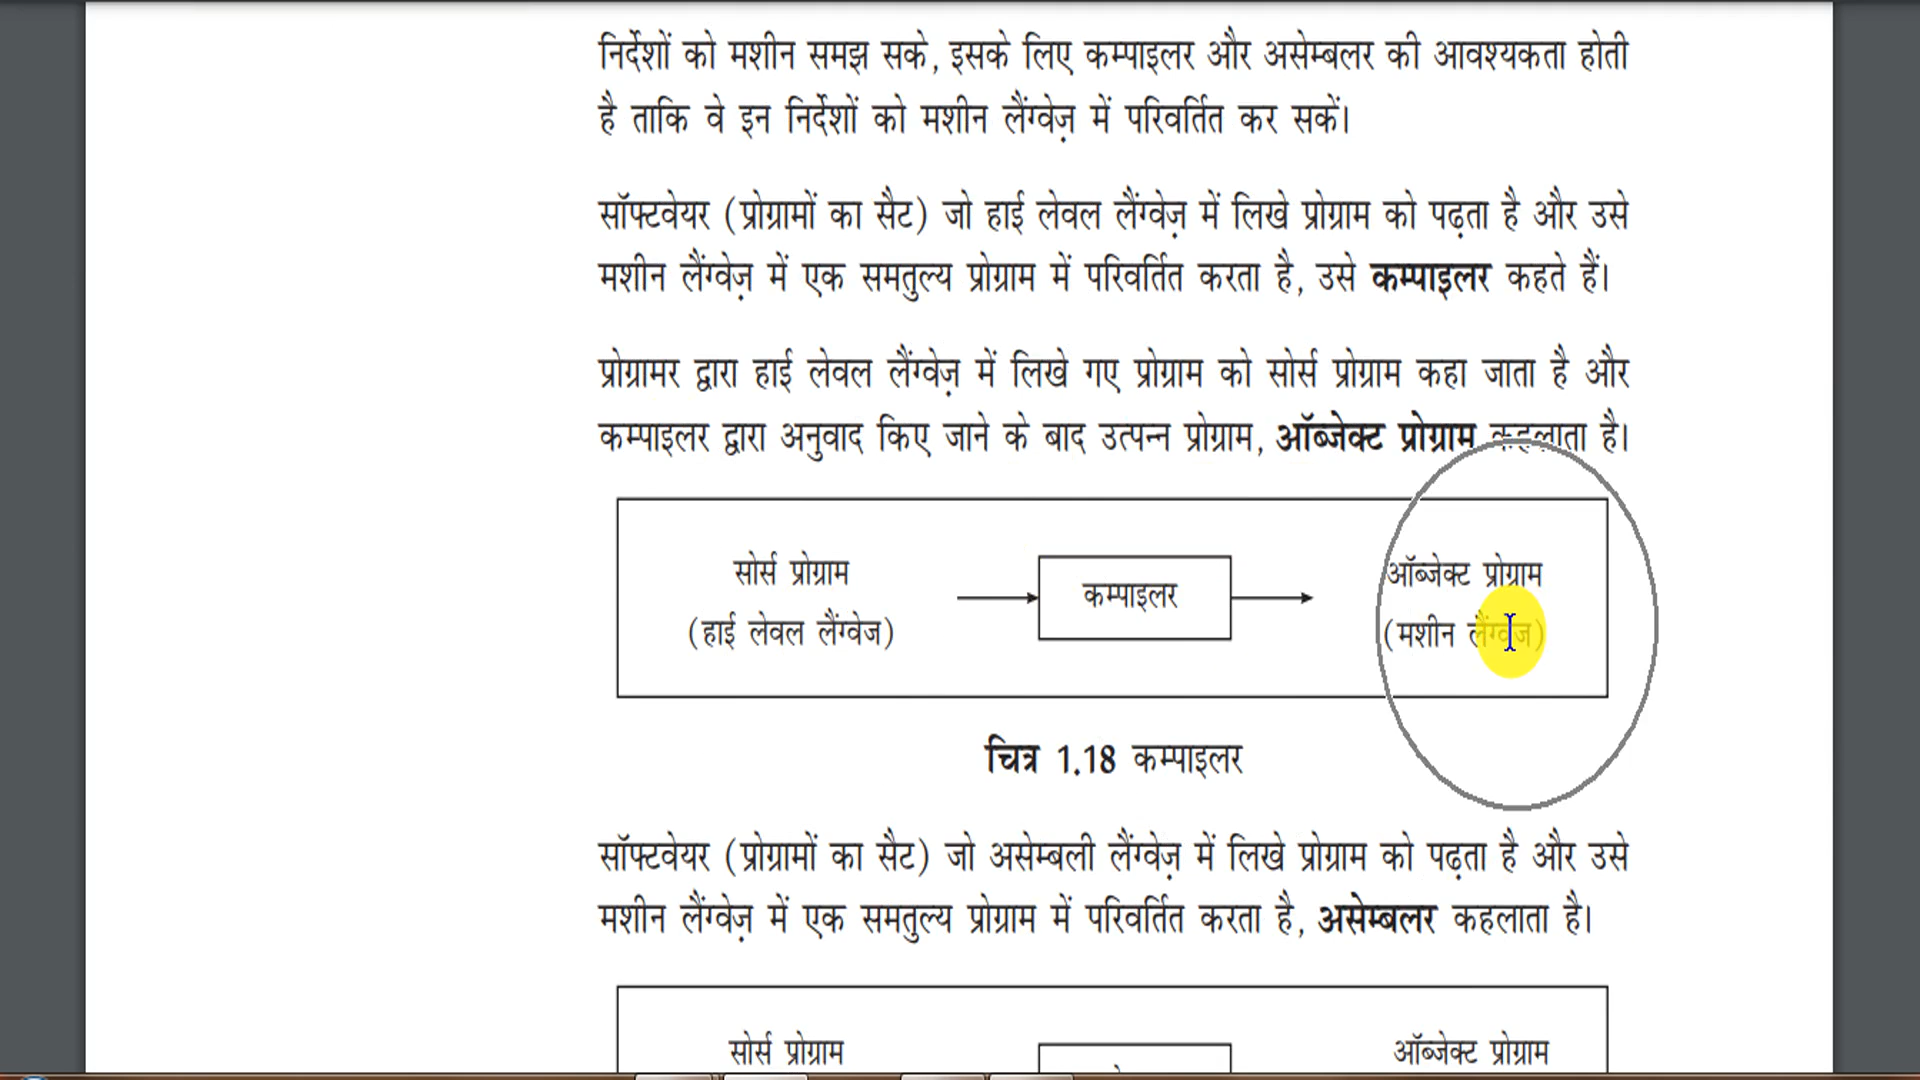 निर्देशों को मशीन समझ सके, इसके लिए कम्पाइलर और असेम्बलर की आवश्यकता होती
है ताकि वे इन निर्देशों को मशीन लैंग्वेज़ में परिवर्तित कर सकें।
सॉफ्टवेयर (प्रोग्रामों का सैट) जो हाई लेवल लैंग्वेज़ में लिखे प्रोग्राम को पढ़ता है और उसे
मशीन लैंग्वेज़ में एक समतुल्य प्रोग्राम में परिवर्तित करता है, उसे कम्पाइलर कहते हैं।
प्रोग्रामर द्वारा हाई लेवल लैंग्वेज़ में लिखे गए प्रोग्राम को सोर्स प्रोग्राम कहा जाता है और
कम्पाइलर द्वारा अनुवाद किए जाने के बाद उत्पन्न प्रोग्राम, ऑब्जेक्ट प्रोग्राम कहलाता है।
सोर्स प्रोग्राम
(हाई लेवल लैंग्वेज)
कम्पाइलर
ऑब्जेक्ट प्रोग्राम
(मशीन लैंग्वेज)
चित्र 1.18 कम्पाइलर
सॉफ्टवेयर (प्रोग्रामों का सैट) जो असेम्बली लैंग्वेज़ में लिखे प्रोग्राम को पढ़ता है और उसे
मशीन लैंग्वेज़ में एक समतुल्य प्रोग्राम में परिवर्तित करता है, असेम्बलर कहलाता है।
सोर्स प्रोग्राम
ऑब्जेक्ट प्रोग्राम